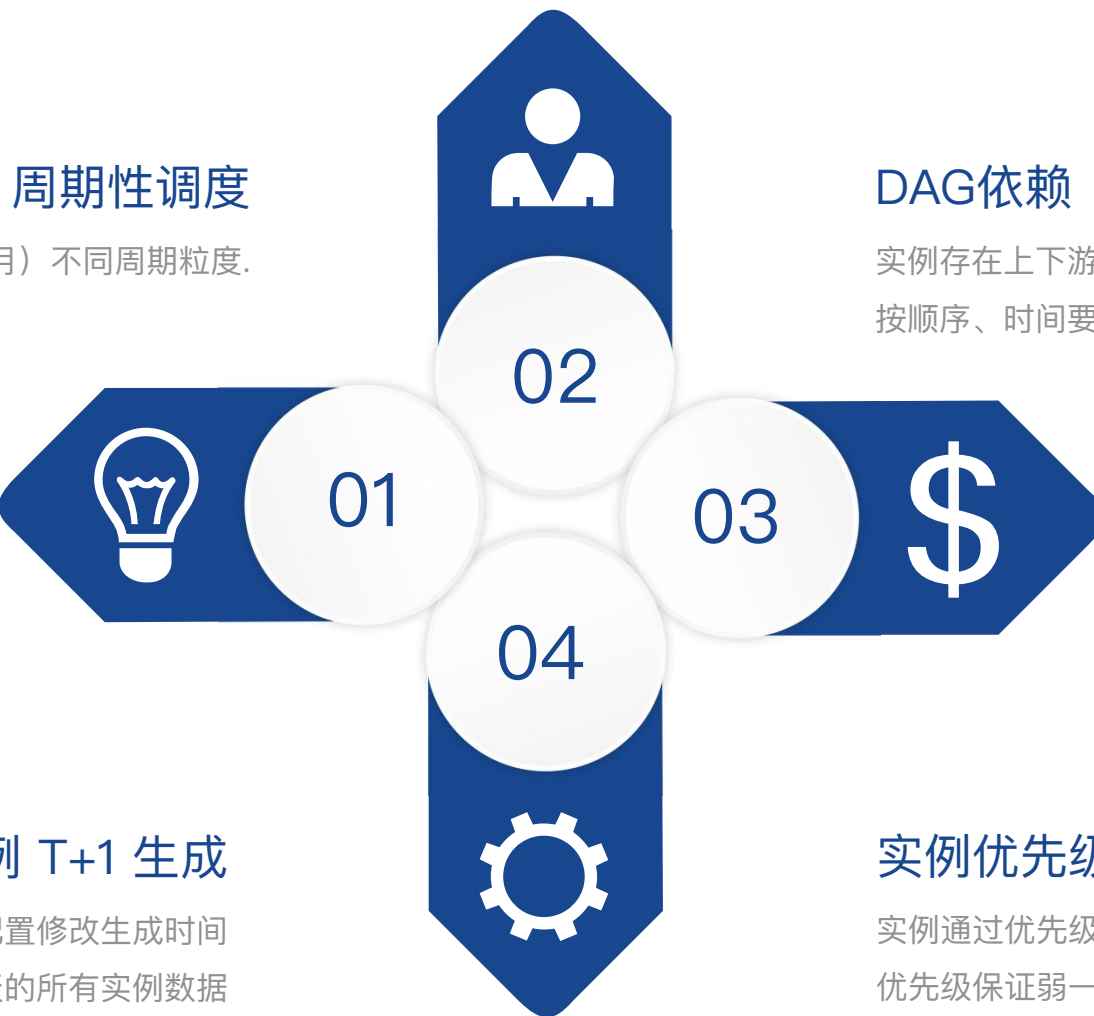 周期性调度
月）不同周期粒度.
DAG依赖
实例存在上下游
按顺序、时间要
02
01
03
$
04
例 T+1 生成
配置修改生成时间
的所有实例数据
实例优先级
实例通过优先级
优先级保证弱一